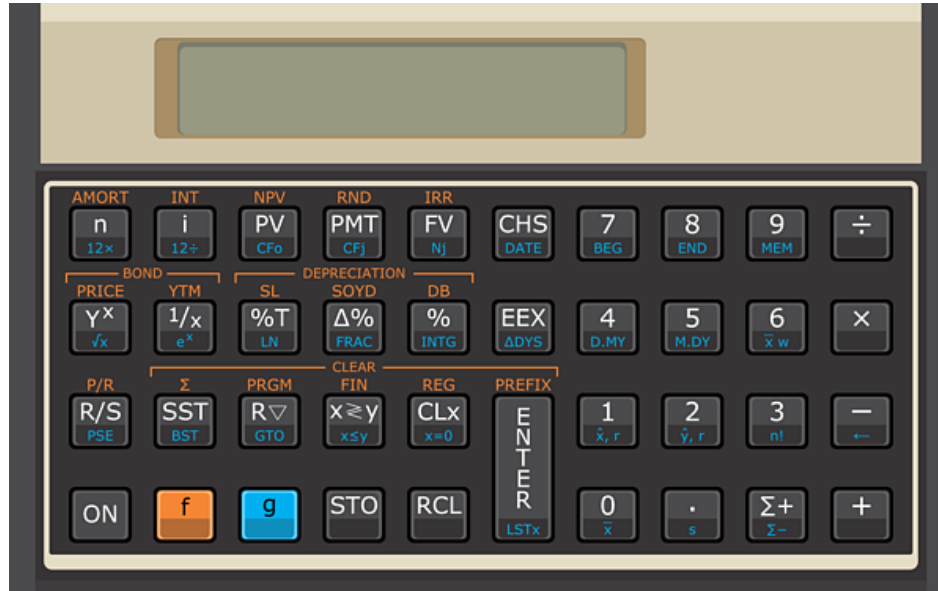 AMORT INT NPV RND IRR
n i PV PMT FV CHS 7 8 9 ÷
12× 12÷ CFo CFj Nj DATE BEG END MEM
BOND DEPRECIATION
PRICE YTM SL SOYD DB
Yˣ 1/x %T Δ% % EEX 4 5 6 ×
√x eˣ LN FRAC INTG ΔDYS D.MY M.DY x̅ w
CLEAR
P/R Σ PRGM FIN REG PREFIX
R/S SST R▽ x≷y CLx ENTER 1 2 3 −
PSE BST GTO x≤y x=0 x̂, r ŷ, r n! ←
ON f g STO RCL 0 . Σ+ +
LSTx x̅ s Σ−